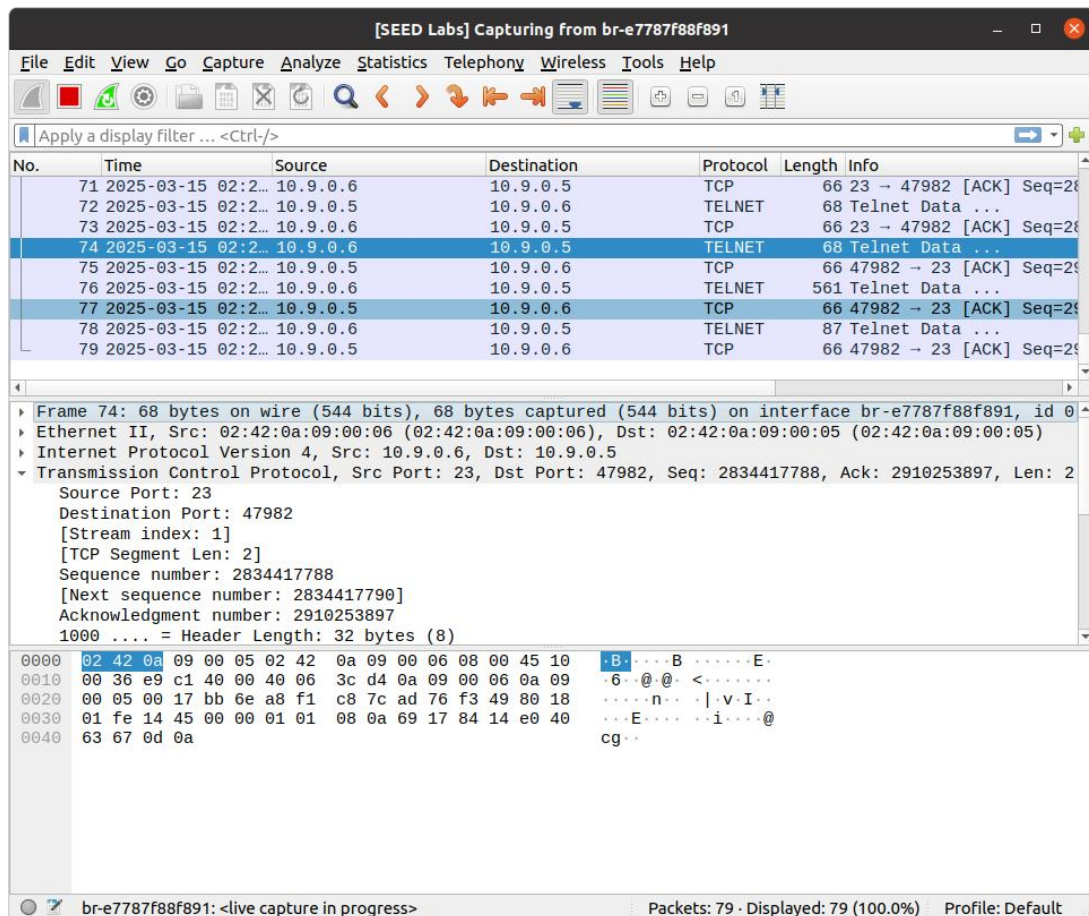 [SEED Labs] Capturing from br-e7787f88f891
File Edit View Go Capture Analyze Statistics Telephony Wireless Tools Help
Apply a display filter … <Ctrl-/>
No. Time Source Destination Protocol Length Info
71 2025-03-15 02:2… 10.9.0.6 10.9.0.5 TCP 66 23 → 47982 [ACK] Seq=28
72 2025-03-15 02:2… 10.9.0.5 10.9.0.6 TELNET 68 Telnet Data ...
73 2025-03-15 02:2… 10.9.0.6 10.9.0.5 TCP 66 23 → 47982 [ACK] Seq=28
74 2025-03-15 02:2… 10.9.0.6 10.9.0.5 TELNET 68 Telnet Data ...
75 2025-03-15 02:2… 10.9.0.5 10.9.0.6 TCP 66 47982 → 23 [ACK] Seq=29
76 2025-03-15 02:2… 10.9.0.6 10.9.0.5 TELNET 561 Telnet Data ...
77 2025-03-15 02:2… 10.9.0.5 10.9.0.6 TCP 66 47982 → 23 [ACK] Seq=29
78 2025-03-15 02:2… 10.9.0.6 10.9.0.5 TELNET 87 Telnet Data ...
79 2025-03-15 02:2… 10.9.0.5 10.9.0.6 TCP 66 47982 → 23 [ACK] Seq=29
Frame 74: 68 bytes on wire (544 bits), 68 bytes captured (544 bits) on interface br-e7787f88f891, id 0
Ethernet II, Src: 02:42:0a:09:00:06 (02:42:0a:09:00:06), Dst: 02:42:0a:09:00:05 (02:42:0a:09:00:05)
Internet Protocol Version 4, Src: 10.9.0.6, Dst: 10.9.0.5
Transmission Control Protocol, Src Port: 23, Dst Port: 47982, Seq: 2834417788, Ack: 2910253897, Len: 2
Source Port: 23
Destination Port: 47982
[Stream index: 1]
[TCP Segment Len: 2]
Sequence number: 2834417788
[Next sequence number: 2834417790]
Acknowledgment number: 2910253897
1000 .... = Header Length: 32 bytes (8)
0000 02 42 0a 09 00 05 02 42 0a 09 00 06 08 00 45 10 ·B·····B ······E·
0010 00 36 e9 c1 40 00 40 06 3c d4 0a 09 00 06 0a 09 ·6··@·@· <·······
0020 00 05 00 17 bb 6e a8 f1 c8 7c ad 76 f3 49 80 18 ·····n·· ·|·v·I··
0030 01 fe 14 45 00 00 01 01 08 0a 69 17 84 14 e0 40 ···E···· ··i····@
0040 63 67 0d 0a cg··
br-e7787f88f891: <live capture in progress> Packets: 79 · Displayed: 79 (100.0%) Profile: Default